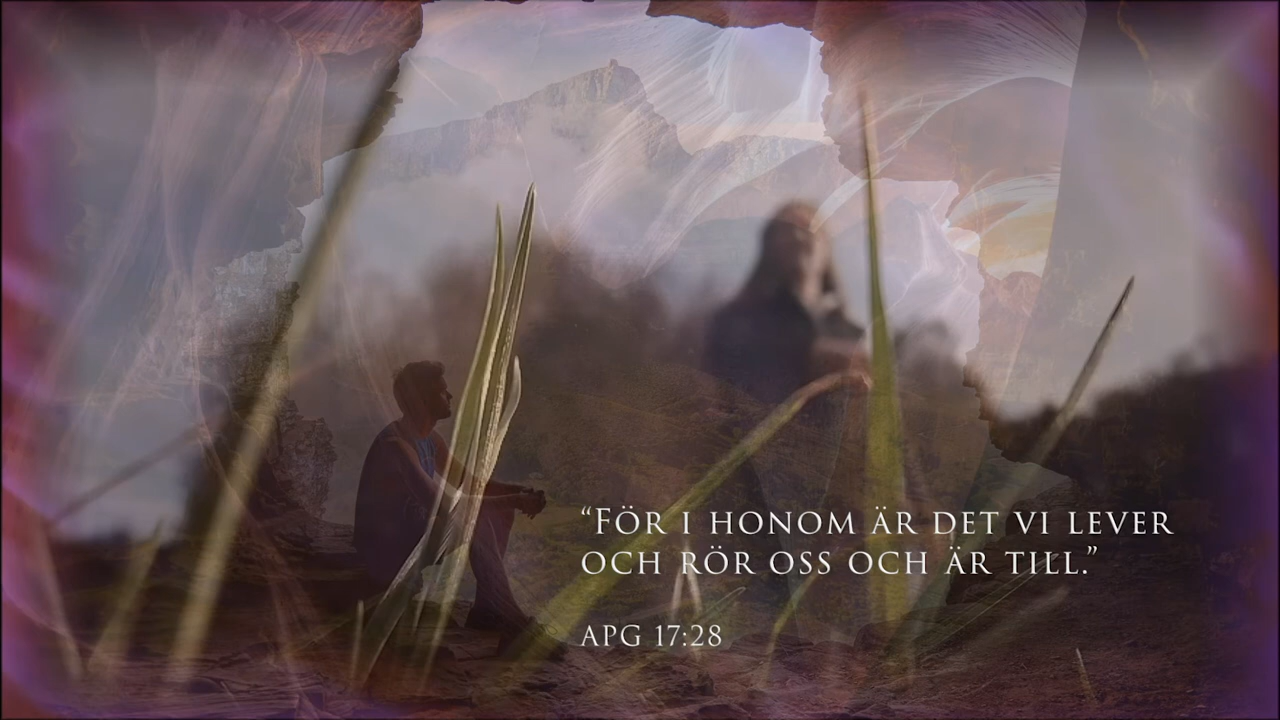 “FÖR I HONOM ÄR DET VI LEVER
OCH RÖR OSS OCH ÄR TILL.”
APG 17:28